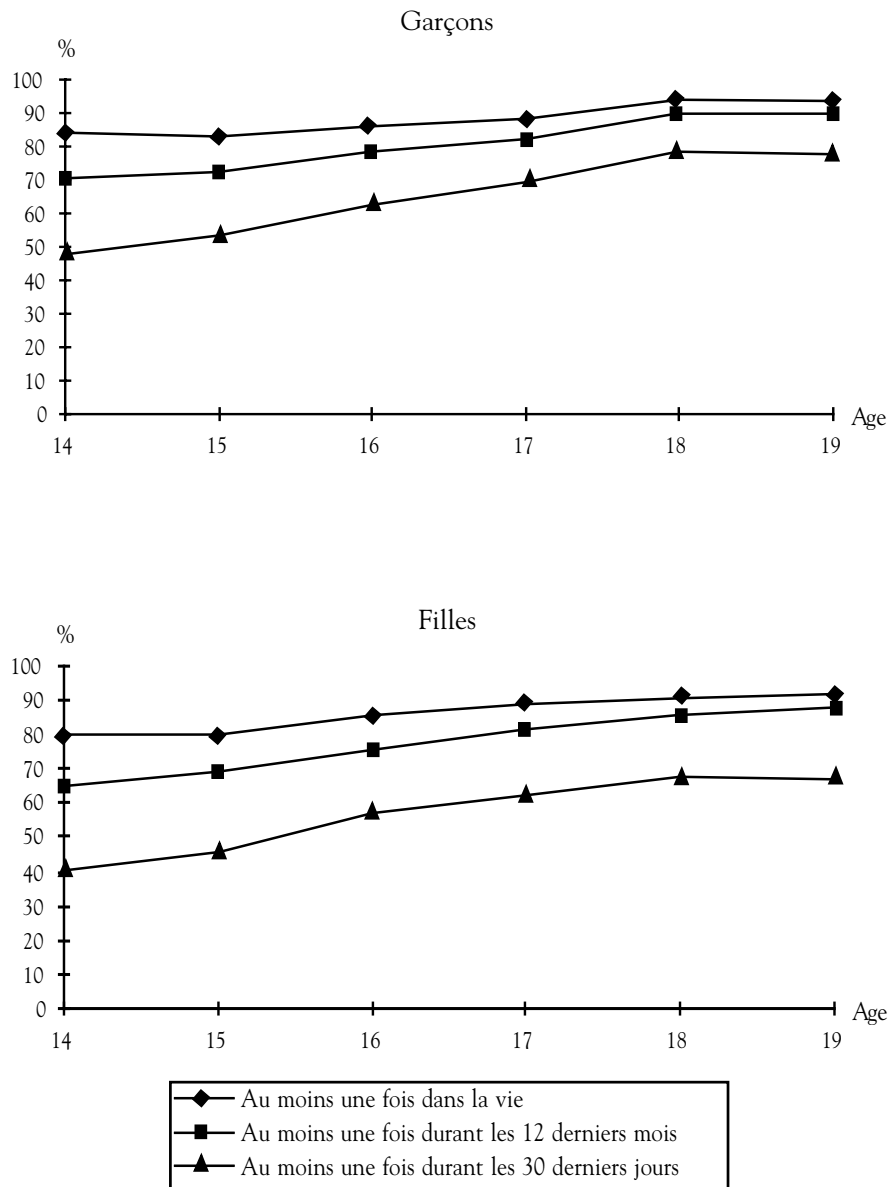 Garçons
%
100
90
80
70
60
50
40
30
20
10
0
Age
14 15 16 17 18 19
Filles
%
100
90
80
70
60
50
40
30
20
10
0
Age
14 15 16 17 18 19
Au moins une fois dans la vie
Au moins une fois durant les 12 derniers mois
Au moins une fois durant les 30 derniers jours